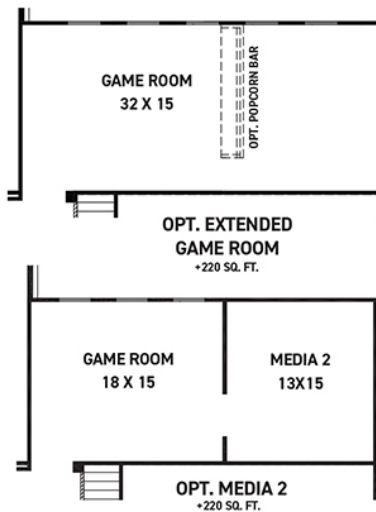 GAME ROOM
32 X 15
OPT. POPCORN BAR
OPT. EXTENDED
GAME ROOM
+220 SQ. FT.
GAME ROOM
18 X 15
MEDIA 2
13X15
OPT. MEDIA 2
+220 SQ. FT.